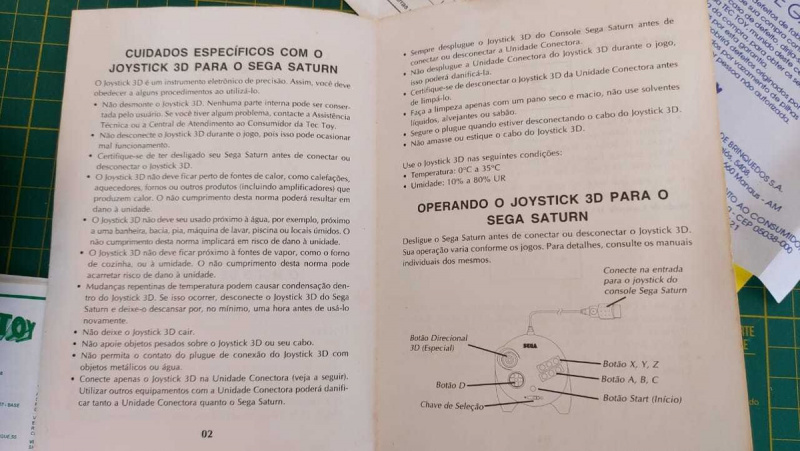 CUIDADOS ESPECÍFICOS COM O
JOYSTICK 3D PARA O SEGA SATURN
O Joystick 3D é um instrumento eletrônico de precisão. Assim, você deve
obedecer a alguns procedimentos ao utilizá-lo.
• Não desmonte o Joystick 3D. Nenhuma parte interna pode ser conser-
tada pelo usuário. Se você tiver algum problema, contacte a Assistência
Técnica ou a Central de Atendimento ao Consumidor da Tec Toy.
• Não desconecte o Joystick 3D durante o jogo, pois isso pode ocasionar
mal funcionamento.
• Certifique-se de ter desligado seu Sega Saturn antes de conectar ou
desconectar o Joystick 3D.
• O Joystick 3D não deve ficar perto de fontes de calor, como calefações,
aquecedores, fornos ou outros produtos (incluindo amplificadores) que
produzem calor. O não cumprimento desta norma poderá resultar em
dano à unidade.
• O Joystick 3D não deve seu usado próximo à água, por exemplo, próximo
a uma banheira, bacia, pia, máquina de lavar, piscina ou locais úmidos. O
não cumprimento desta norma implicará em risco de dano à unidade.
• O Joystick 3D não deve ficar próximo à fontes de vapor, como o forno
de cozinha, ou à umidade. O não cumprimento desta norma pode
acarretar risco de dano à unidade.
• Mudanças repentinas de temperatura podem causar condensação den-
tro do Joystick 3D. Se isso ocorrer, desconecte o Joystick 3D do Sega
Saturn e deixe-o descansar por, no mínimo, uma hora antes de usá-lo
novamente.
• Não deixe o Joystick 3D cair.
• Não apoie objetos pesados sobre o Joystick 3D ou seu cabo.
• Não permita o contato do plugue de conexão do Joystick 3D com
objetos metálicos ou água.
• Conecte apenas o Joystick 3D na Unidade Conectora (veja a seguir).
Utilizar outros equipamentos com a Unidade Conectora poderá danifi-
car tanto a Unidade Conectora quanto o Sega Saturn.
02
• Sempre desplugue o Joystick 3D do Console Sega Saturn antes de
conectar ou desconectar a Unidade Conectora.
• Não desplugue a Unidade Conectora do Joystick 3D durante o jogo,
isso poderá danificá-la.
• Certifique-se de desconectar o Joystick 3D da Unidade Conectora antes
de limpá-lo.
• Faça a limpeza apenas com um pano seco e macio, não use solventes
líquidos, alvejantes ou sabão.
• Segure o plugue quando estiver desconectando o cabo do Joystick 3D.
• Não amasse ou estique o cabo do Joystick 3D.
Use o Joystick 3D nas seguintes condições:
• Temperatura: 0°C a 35°C
• Umidade: 10% a 80% UR
OPERANDO O JOYSTICK 3D PARA O
SEGA SATURN
Desligue o Sega Saturn antes de conectar ou desconectar o Joystick 3D.
Sua operação varia conforme os jogos. Para detalhes, consulte os manuais
individuais dos mesmos.
Conecte na entrada
para o joystick do
console Sega Saturn
Botão Direcional
3D (Especial)
SEGA
Botão X, Y, Z
Botão A, B, C
Botão D
Botão Start (Início)
Chave de Seleção
DE BRINQUEDOS S.A.
- AM
AO CONSUMIDOR
CEP 05038-000